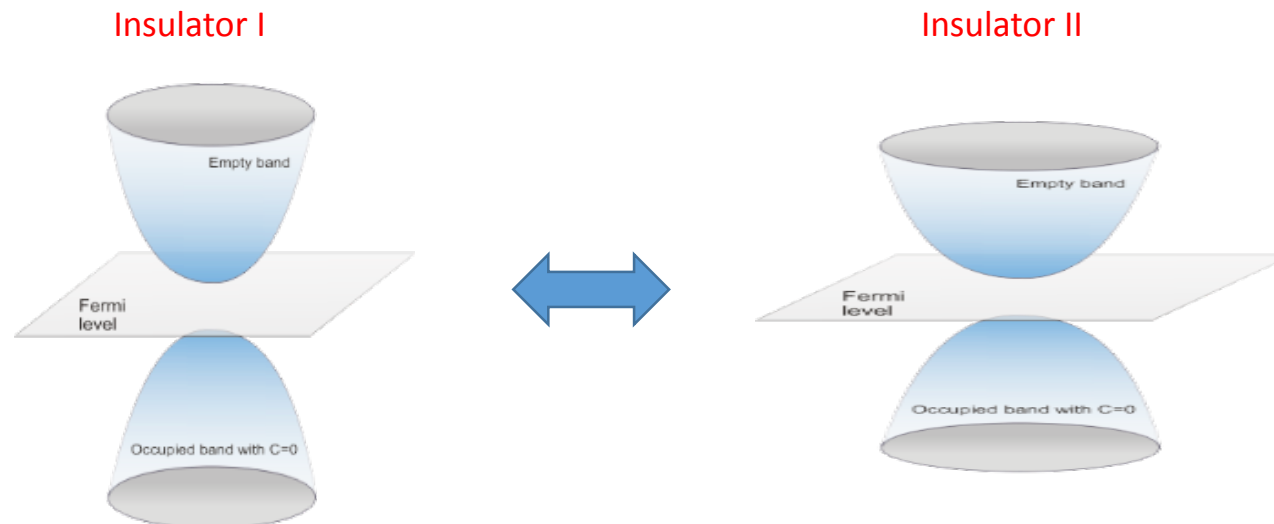 Insulator I
Insulator II
Empty band
Fermi
level
Occupied band with C=0
Empty band
Fermi
level
Occupied band with C=0